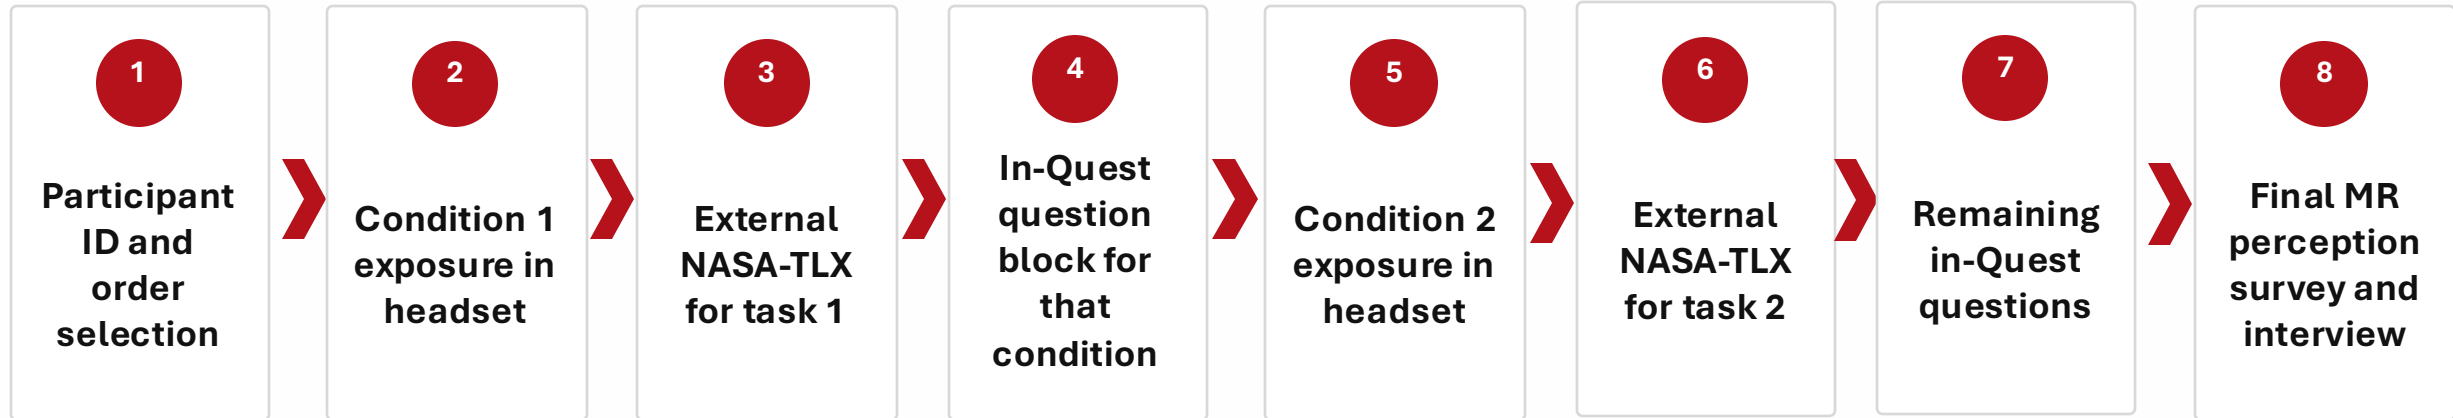 1
Participant
ID and
order
selection
2
Condition 1
exposure in
headset
3
External
NASA-TLX
for task 1
4
In-Quest
question
block for
that
condition
5
Condition 2
exposure in
headset
6
External
NASA-TLX
for task 2
7
Remaining
in-Quest
questions
8
Final MR
perception
survey and
interview